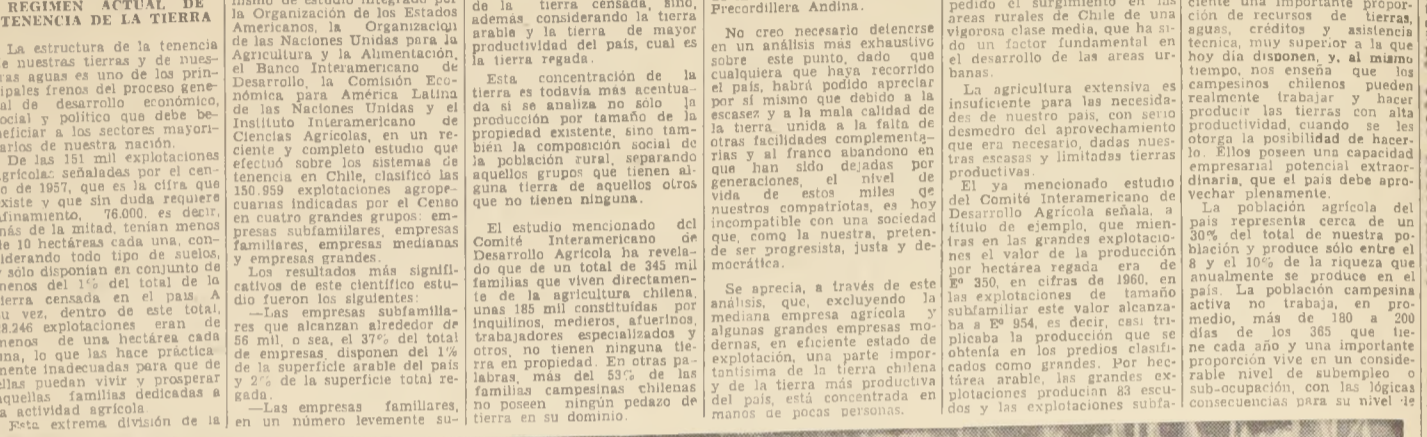 REGIMEN ACTUAL DE
TENENCIA DE LA TIERRA
La estructura de la tenencia
nuestras tierras y de nues-
aguas es uno de los prin-
frenos del proceso gene-
de desarrollo económico,
y político que debe be-
a los sectores mayori-
de nuestra nación.
De las 151 mil explotaciones
señaladas por el cen-
de 1957, que es la cifra que
y que sin duda requiere
76.000, es decir,
de la mitad, tenían menos
de 10 hectáreas cada una, con-
todo tipo de suelos,
sólo disponían en conjunto de
menos del 1% del total de la
tierra censada en el país. A
su vez, dentro de este total,
explotaciones eran de
menos de una hectárea cada
una, lo que las hace práctica-
mente inadecuadas para que de
ellas puedan vivir y prosperar
aquellas familias dedicadas a
la actividad agrícola.
Esta extrema división de la
la Organización de los Estados
Americanos, la Organización
de las Naciones Unidas para la
Agricultura y la Alimentación,
el Banco Interamericano de
Desarrollo, la Comisión Eco-
nómica para América Latina
de las Naciones Unidas y el
Instituto Interamericano de
Ciencias Agrícolas, en un re-
ciente y completo estudio que
efectuó sobre los sistemas de
tenencia en Chile, clasificó las
150.959 explotaciones agrope-
cuarias indicadas por el Censo
en cuatro grandes grupos: em-
presas subfamiliares, empresas
familiares, empresas medianas
y empresas grandes.
Los resultados más signifi-
cativos de este científico estu-
dio fueron los siguientes:
—Las empresas subfamilia-
res que alcanzan alrededor de
56 mil, o sea, el 37% del total
de empresas, disponen del 1%
de la superficie arable del país
y 2% de la superficie total re-
gada.
—Las empresas familiares,
en un número levemente su-
de la tierra censada, sino,
además, considerando la tierra
arable y la tierra de mayor
productividad del país, cual es
la tierra regada.
Esta concentración de la
tierra es todavía más acentua-
da si se analiza no sólo la
producción por tamaño de la
propiedad existente, sino tam-
bién la composición social de
la población rural, separando
aquellos grupos que tienen al-
guna tierra de aquellos otros
que no tienen ninguna.
El estudio mencionado del
Comité Interamericano de
Desarrollo Agrícola ha revela-
do que de un total de 345 mil
familias que viven directamen-
te de la agricultura chilena,
unas 185 mil constituídas por
inquilinos, medieros, afuerinos,
trabajadores especializados y
otros, no tienen ninguna tie-
rra en propiedad. En otras pa-
labras, más del 53% de las
familias campesinas chilenas
no poseen ningún pedazo de
tierra en su dominio.
Precordillera Andina.
No creo necesario detenerse
en un análisis más exhaustivo
sobre este punto, dado que
cualquiera que haya recorrido
el país, habrá podido apreciar
por sí mismo que debido a la
escasez y a la mala calidad de
la tierra unida a la falta de
otras facilidades complementa-
rias y al franco abandono en
que han sido dejadas por
generaciones, el nivel de
vida de estos miles de
nuestros compatriotas, es hoy
incompatible con una sociedad
que, como la nuestra, preten-
de ser progresista, justa y de-
mocrática.
Se aprecia, a través de este
análisis, que, excluyendo la
mediana empresa agrícola y
algunas grandes empresas mo-
dernas, en eficiente estado de
explotación, una parte impor-
tantísima de la tierra chilena
y de la tierra más productiva
del país, está concentrada en
manos de pocas personas.
pedido el surgimiento en las
areas rurales de Chile de una
vigorosa clase media, que ha si-
do un factor fundamental en
el desarrollo de las areas ur-
banas.
La agricultura extensiva es
insuficiente para las necesida-
des de nuestro país, con serio
desmedro del aprovechamiento
que era necesario, dadas nues-
tras escasas y limitadas tierras
productivas.
El ya mencionado estudio
del Comité Interamericano de
Desarrollo Agrícola señala, a
título de ejemplo, que mien-
tras en las grandes explotacio-
nes el valor de la producción
por hectárea regada era de
Eº 350, en cifras de 1960, en
las explotaciones de tamaño
subfamiliar este valor alcanza-
ba a Eº 954, es decir, casi tri-
plicaba la producción que se
obtenía en los predios clasifi-
cados como grandes. Por hec-
tárea arable, las grandes ex-
plotaciones producían 83 escu-
dos y las explotaciones subfa-
ciente una importante propor-
ción de recursos de tierras,
aguas, créditos y asistencia
tecnica, muy superior a la que
hoy día disponen, y, al mismo
tiempo, nos enseña que los
campesinos chilenos pueden
realmente trabajar y hacer
producir las tierras con alta
productividad, cuando se les
otorga la posibilidad de hacer-
lo. Ellos poseen una capacidad
empresarial potencial extraor-
dinaria, que el país debe apro-
vechar plenamente.
La población agrícola del
país representa cerca de un
30% del total de nuestra po-
blación y produce sólo entre el
8 y el 10% de la riqueza que
anualmente se produce en el
país. La población campesina
activa no trabaja, en pro-
medio, más de 180 a 200
días de los 365 que tie-
ne cada año y una importante
proporción vive en un conside-
rable nivel de subempleo o
sub-ocupación, con las lógicas
consecuencias para su nivel de